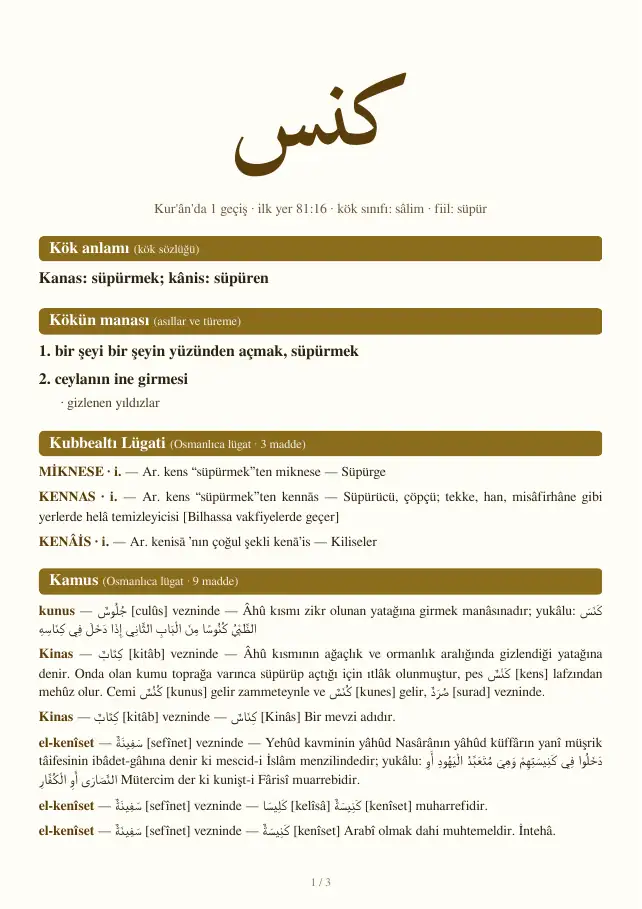 كنس
Kur'ân'da 1 geçiş · ilk yer 81:16 · kök sınıfı: sâlim · fiil: süpür
Kök anlamı (kök sözlüğü)
Kanas: süpürmek; kânis: süpüren
Kökün manası (asıllar ve türeme)
1. bir şeyi bir şeyin yüzünden açmak, süpürmek
2. ceylanın ine girmesi
· gizlenen yıldızlar
Kubbealtı Lügati (Osmanlıca lügat · 3 madde)
MİKNESE · i. — Ar. kens “süpürmek”ten miknese — Süpürge
KENNAS · i. — Ar. kens “süpürmek”ten kennās — Süpürücü, çöpçü; tekke, han, misâfirhâne gibi
yerlerde helâ temizleyicisi [Bilhassa vakfiyelerde geçer]
KENÂİS · i. — Ar. kenisā ’nın çoğul şekli kenā’is — Kiliseler
Kamus (Osmanlıca lügat · 9 madde)
kunus — جُلُوسٌ [culûs] vezninde — Âhû kısmı zikr olunan yatağına girmek manâsınadır; yukâlu: كَنَسَ
الظَّبْيُ كُنُوسًا مِنَ الْبَابِ الثَّانِي إِذَا دَخَلَ فِي كِنَاسِهِ
Kinas — كِتَابٌ [kitâb] vezninde — Âhû kısmının ağaçlık ve ormanlık aralığında gizlendiği yatağına
denir. Onda olan kumu toprağa varınca süpürüp açtığı için ıtlâk olunmuştur, pes كَنْسٌ [kens] lafzından
mehûz olur. Cemi كُنُسٌ [kunus] gelir zammeteynle ve كُنَّسٌ [kunes] gelir, صُرَدٌ [surad] vezninde.
Kinas — كِتَابٌ [kitâb] vezninde — كِنَاسٌ [Kinâs] Bir mevzi adıdır.
el-kenîset — سَفِينَةٌ [sefînet] vezninde — Yehûd kavminin yâhûd Nasârânın yâhûd küffârın yanî müşrik
tâifesinin ibâdet-gâhına denir ki mescid-i İslâm menzilindedir; yukâlu: دَخَلُوا فِي كَنِيسَتِهِمْ وَهِيَ مُتَعَبَّدُ الْيَهُودِ أَوِ
النَّصَارَى أَوِ الْكُفَّارِ Mütercim der ki kunişt-i Fârisî muarrebidir.
el-kenîset — سَفِينَةٌ [sefînet] vezninde — كَلِيسَا [kelîsâ] كَنِيسَةٌ [kenîset] muharrefidir.
el-kenîset — سَفِينَةٌ [sefînet] vezninde — كَنِيسَةٌ [kenîset] Arabî olmak dahi muhtemeldir. İntehâ.
1 / 3